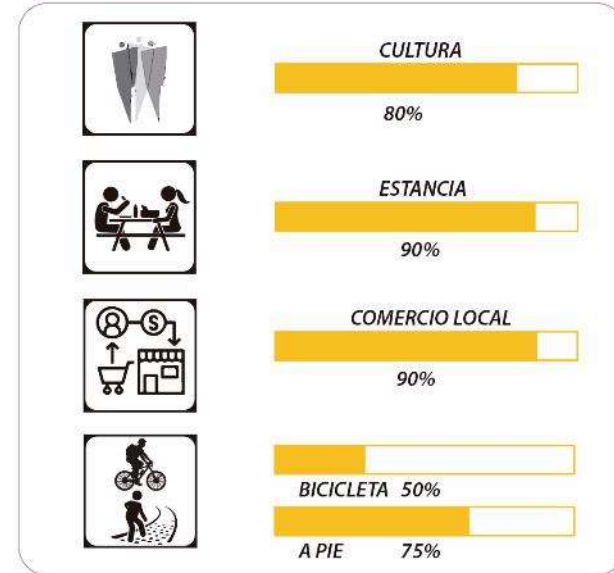 CULTURA
80%
ESTANCIA
90%
COMERCIO LOCAL
S
90%
BICICLETA 50%
A PIE 75%